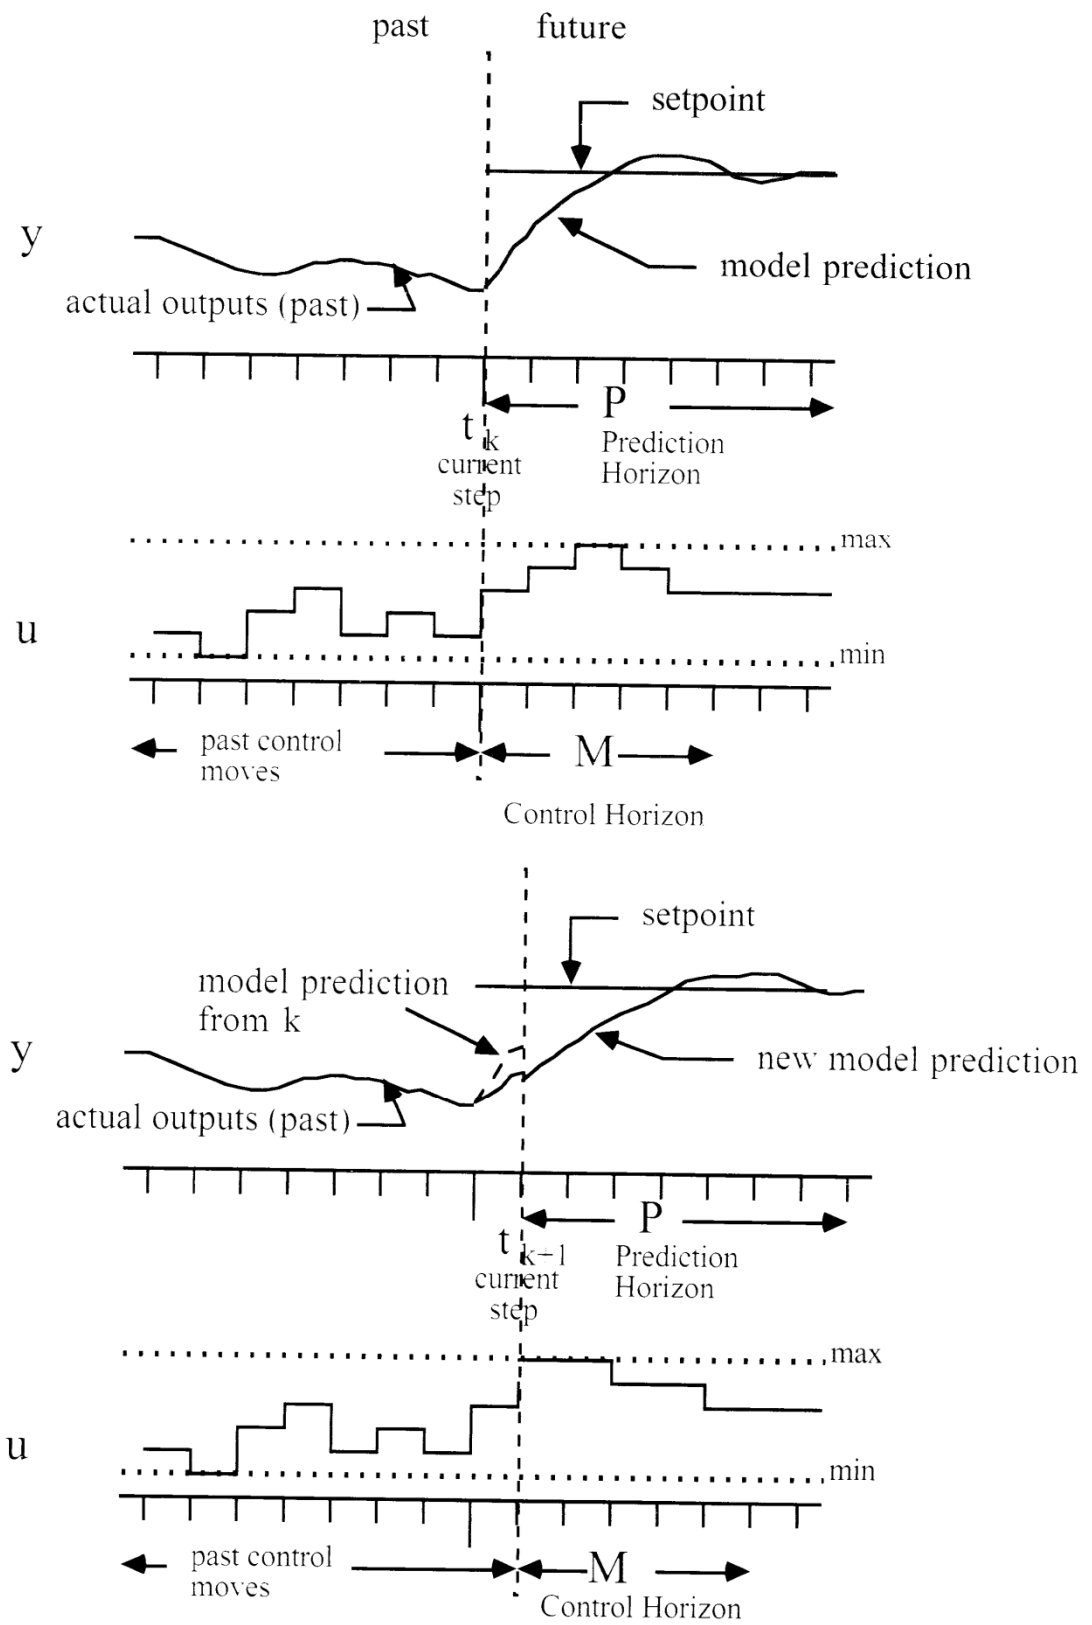 past future
setpoint
y
model prediction
actual outputs (past)
P
t k
Prediction
current
Horizon
step
max
u
min
past control
moves
M
Control Horizon
setpoint
model prediction
from k
y
new model prediction
actual outputs (past)
P
t k+1
Prediction
current
Horizon
step
max
u
min
past control
moves
M
Control Horizon